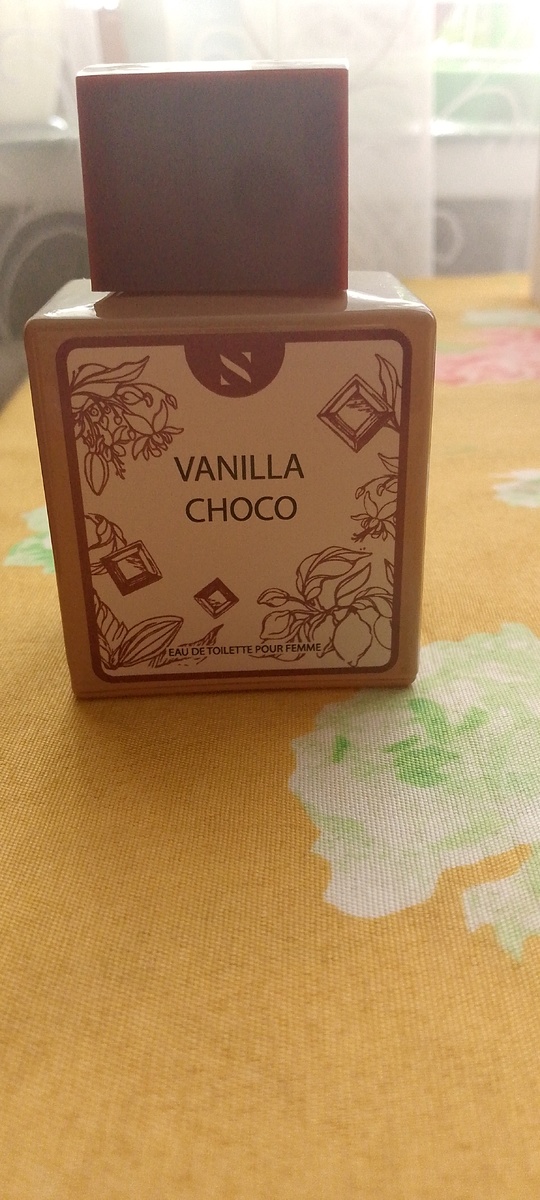 VANILLA
CHOCO
EAU DE TOILETTE POUR FEMME